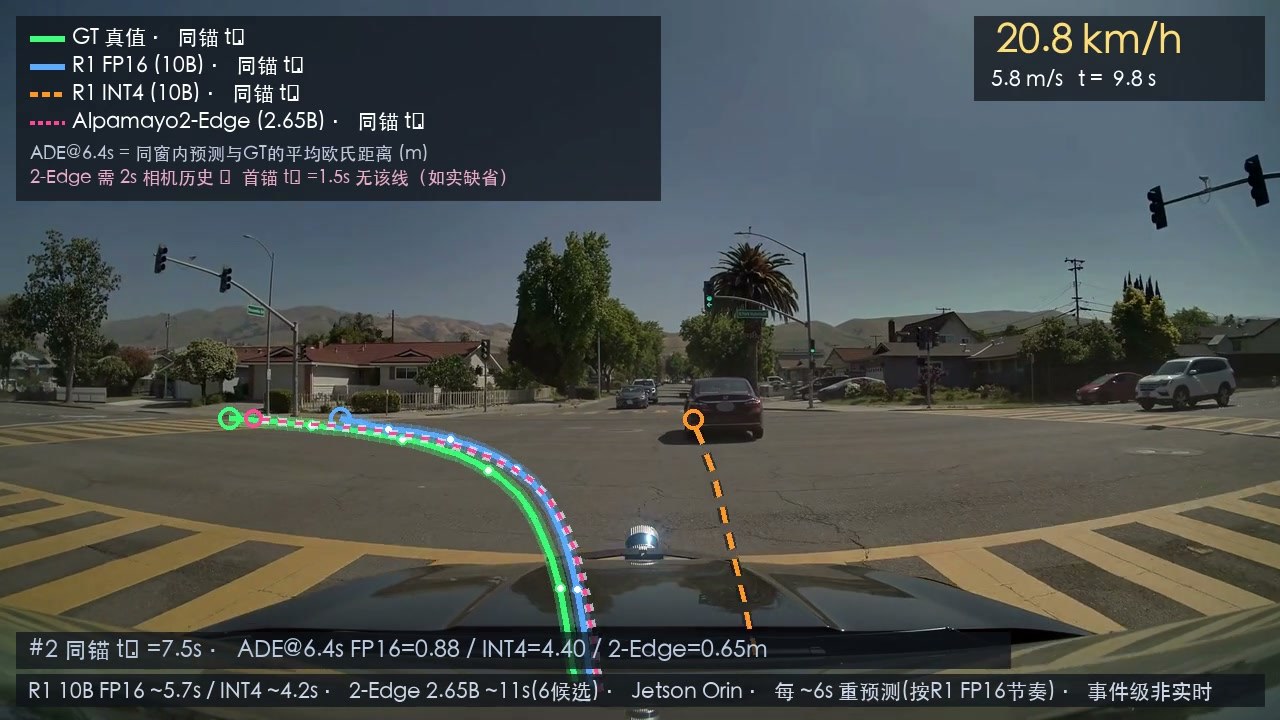 GT 真值 · 同锚 t▯
R1 FP16 (10B) · 同锚 t▯
R1 INT4 (10B) · 同锚 t▯
Alpamayo2-Edge (2.65B) · 同锚 t▯
ADE@6.4s = 同窗内预测与GT的平均欧氏距离 (m)
2-Edge 需 2s 相机历史 ▯ 首锚 t▯ =1.5s 无该线（如实缺省）
20.8 km/h
5.8 m/s t = 9.8 s
#2 同锚 t▯ =7.5s · ADE@6.4s FP16=0.88 / INT4=4.40 / 2-Edge=0.65m
R1 10B FP16 ~5.7s / INT4 ~4.2s · 2-Edge 2.65B ~11s(6候选) · Jetson Orin · 每 ~6s 重预测(按R1 FP16节奏) · 事件级非实时